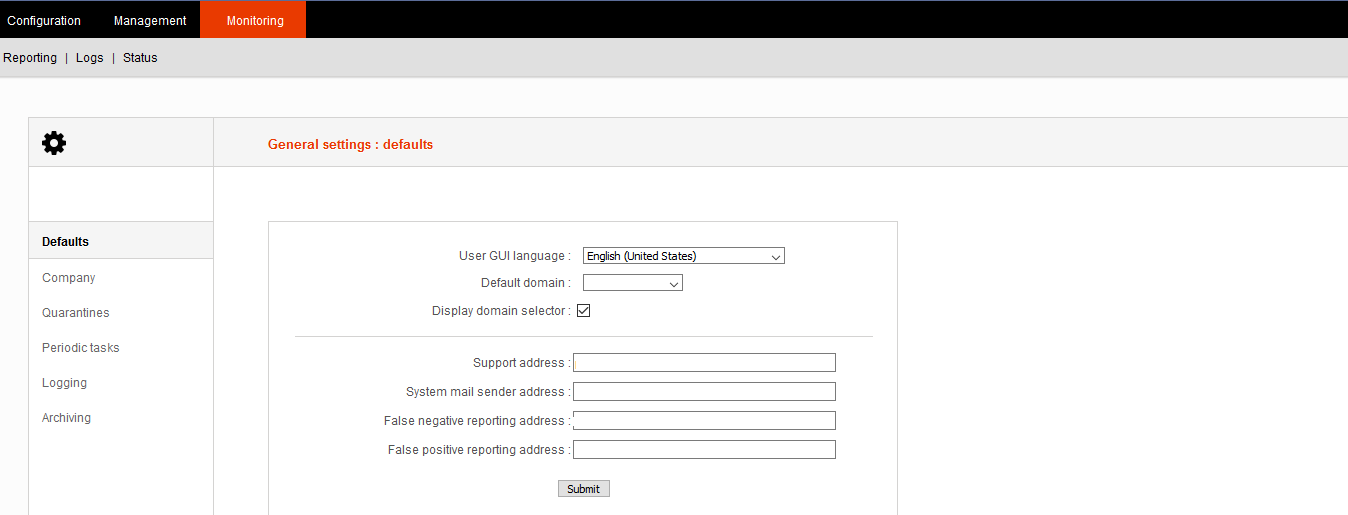 Configuration Management Monitoring
Reporting | Logs | Status
General settings : defaults
Defaults
Company
Quarantines
Periodic tasks
Logging
Archiving
User GUI language : English (United States)
Default domain :
Display domain selector :
Support address :
System mail sender address :
False negative reporting address :
False positive reporting address :
Submit